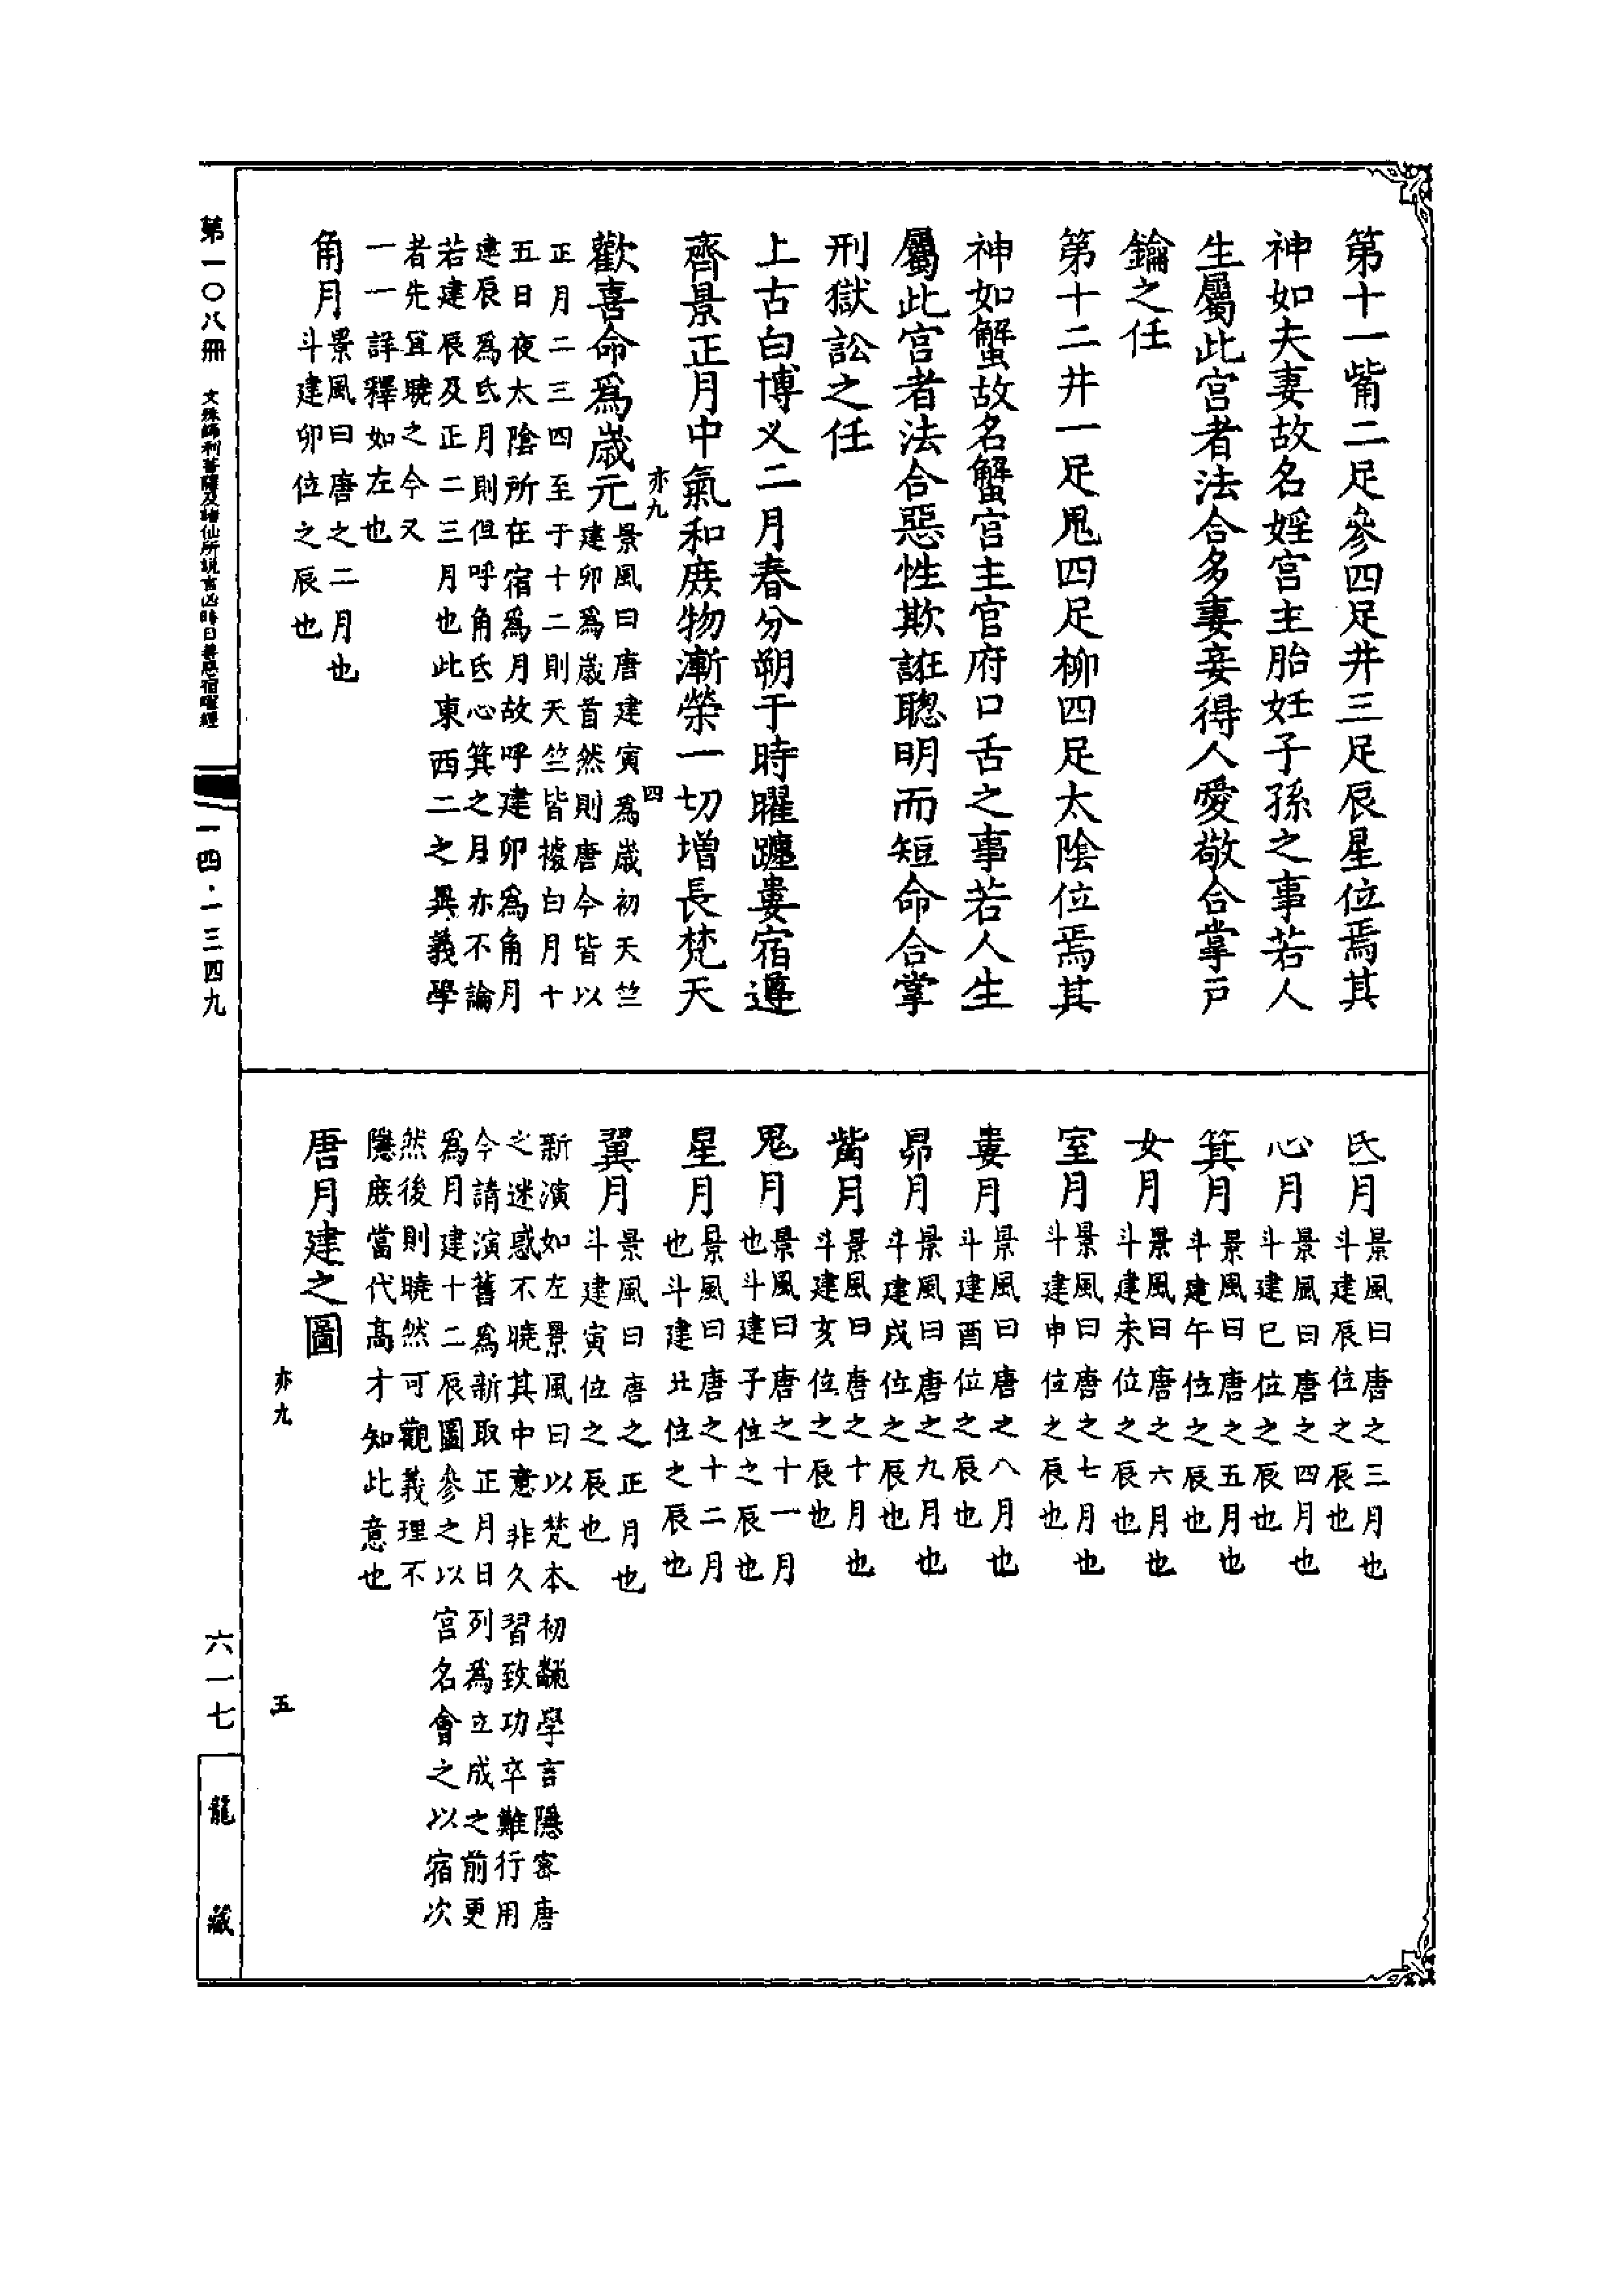 第十一觜二足參四足井三足辰星位焉其
神如夫妻故名婬宮主胎妊子孫之事若人
生屬此宮者法合多妻妾得人愛敬合掌戸
鑰之任
第十二井一足鬼四足柳四足太陰位焉其
神如蟹故名蟹宮主官府口舌之事若人生
屬此宮者法合惡性欺誑聰明而短命合掌
刑獄訟之任
上古白博义二月春分朔于時曜躔婁宿遵
齊景正月中氣和庶物漸榮一切增長梵天
亦九
四
歡喜命爲歲元
景風曰唐建寅爲歲初天竺
建卯爲歲首然則唐今皆以
正月二三四至于十二則天竺皆據白月十
五日夜太陰所在宿爲月故呼建卯爲角月
建辰爲氐月則但呼角氐心箕之月亦不論
若建辰及正二三月也此東西二之異義學
者先冝曉之今又
一一詳釋如左也
角月
景風曰唐之二月也
斗建卯位之辰也
氐月
景風曰唐之三月也
斗建辰位之辰也
心月
景風曰唐之四月也
斗建巳位之辰也
箕月
景風曰唐之五月也
斗建午位之辰也
女月
景風曰唐之六月也
斗建未位之辰也
室月
景風曰唐之七月也
斗建申位之辰也
婁月
景風曰唐之八月也
斗建酉位之辰也
昴月
景風曰唐之九月也
斗建戌位之辰也
觜月
景風曰唐之十月也
斗建亥位之辰也
鬼月
景風曰唐之十一月
也斗建子位之辰也
星月
景風曰唐之十二月
也斗建丑位之辰也
翼月
景風曰唐之正月也
斗建寅位之辰也
新演如左景風曰以梵本初翻學言隱密唐
之迷惑不曉其中意非久習致功卒難行用
今請演舊爲新取正月日列爲立成之前更
爲月建十二辰圖參之以宮名會之以宿次
然後則曉然可觀義理不
隱庶當代高才知此意也
唐月建之圖
亦九
五
第一〇八冊
文殊師利菩薩及諸仙所說吉凶時日善惡宿曜經
一四·一三四九
六一七
龍藏